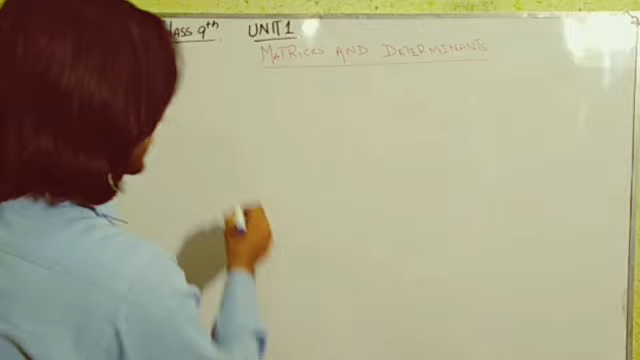 lass 9th UNIT 1
MATRICES AND DETERMINANTS